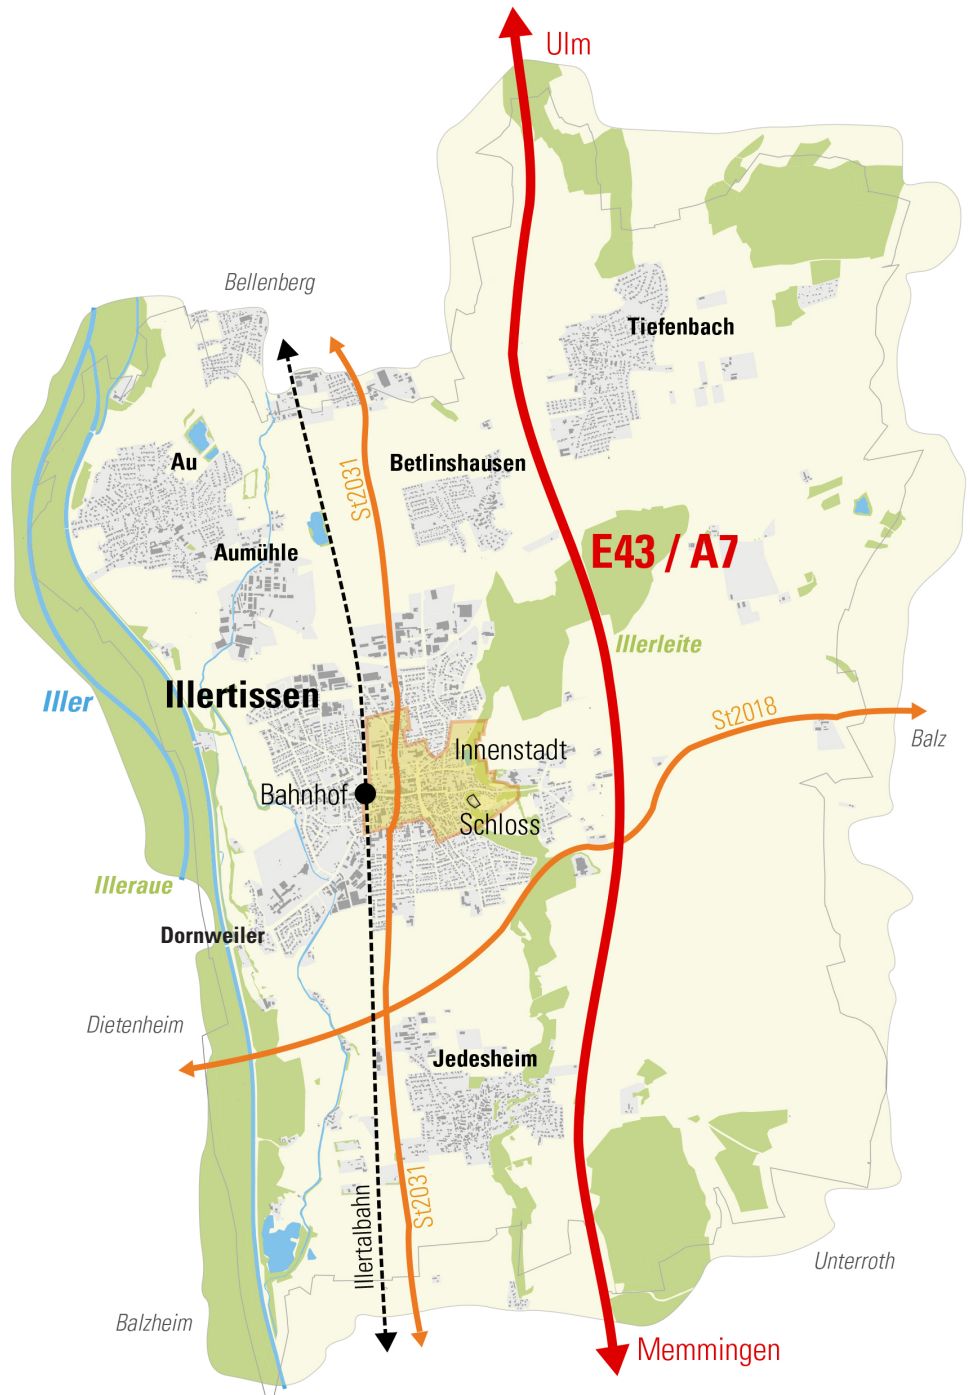 Ulm
Bellenberg
Tiefenbach
Au
Betlinshausen
St2031
Aumühle
E43 / A7
Illerleite
Iller
Illertissen
St2018
Balz
Innenstadt
Bahnhof
Schloss
Illeraue
Dornweiler
Dietenheim
Jedesheim
Illertalbahn
St2031
Unterroth
Balzheim
Memmingen